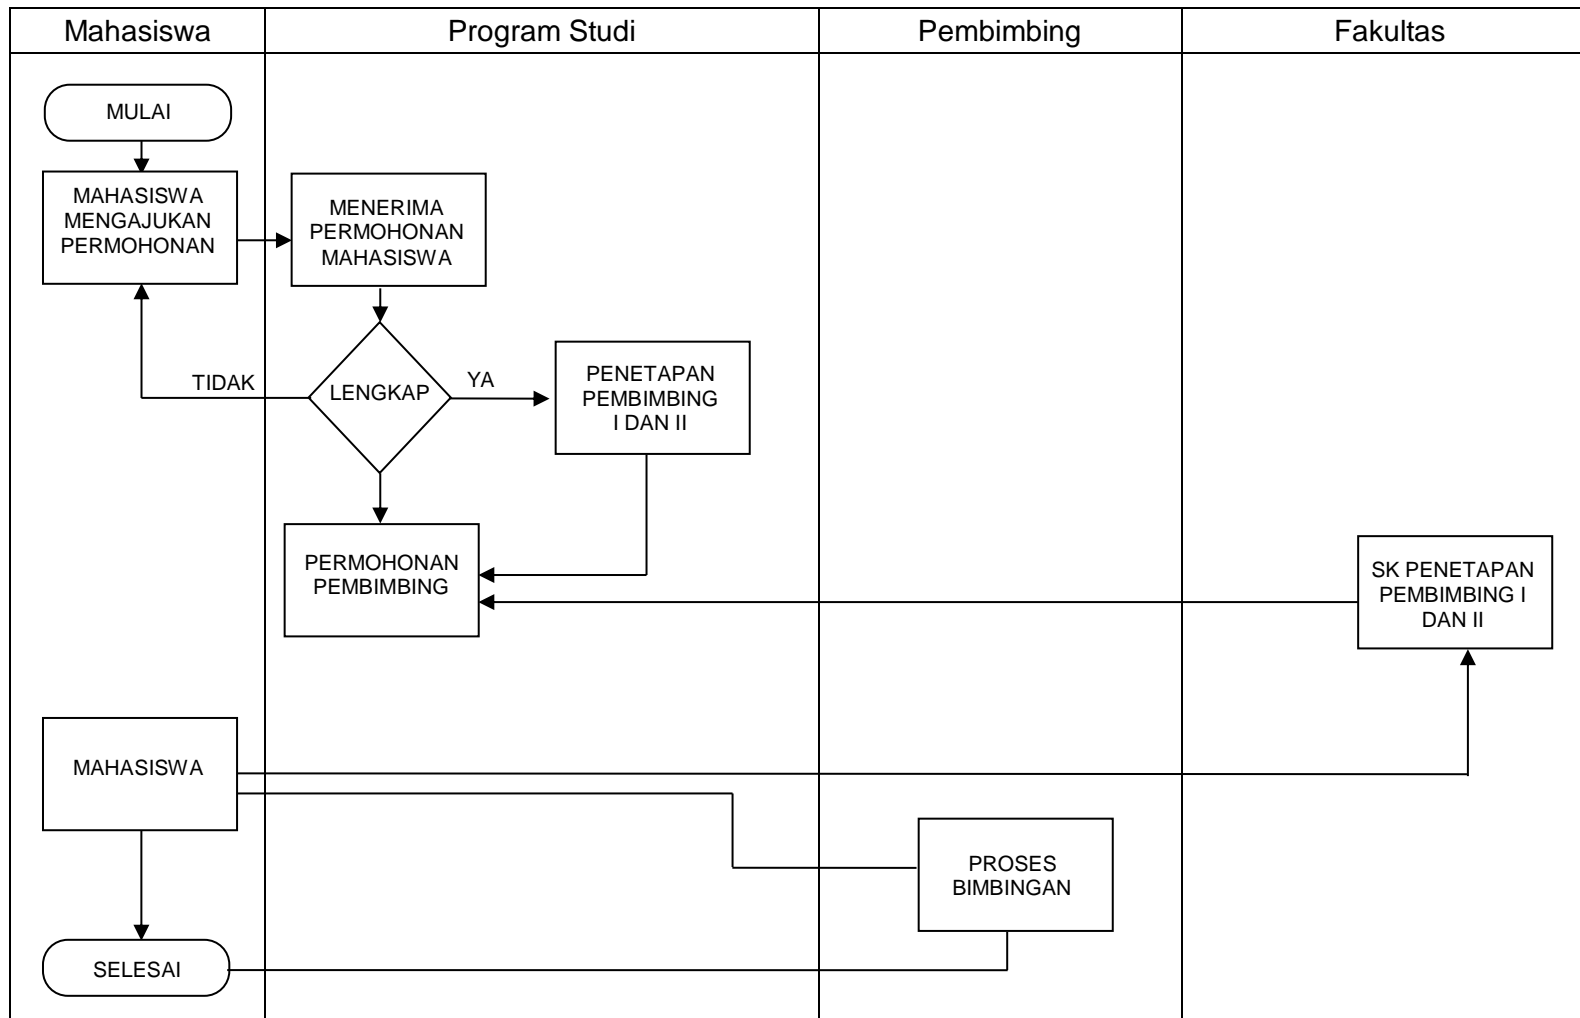 Mahasiswa
Program Studi
Pembimbing
Fakultas
MULAI
MAHASISWA
MENGAJUKAN
PERMOHONAN
MENERIMA
PERMOHONAN
MAHASISWA
TIDAK
LENGKAP
YA
PENETAPAN
PEMBIMBING
I DAN II
PERMOHONAN
PEMBIMBING
SK PENETAPAN
PEMBIMBING I
DAN II
MAHASISWA
PROSES
BIMBINGAN
SELESAI